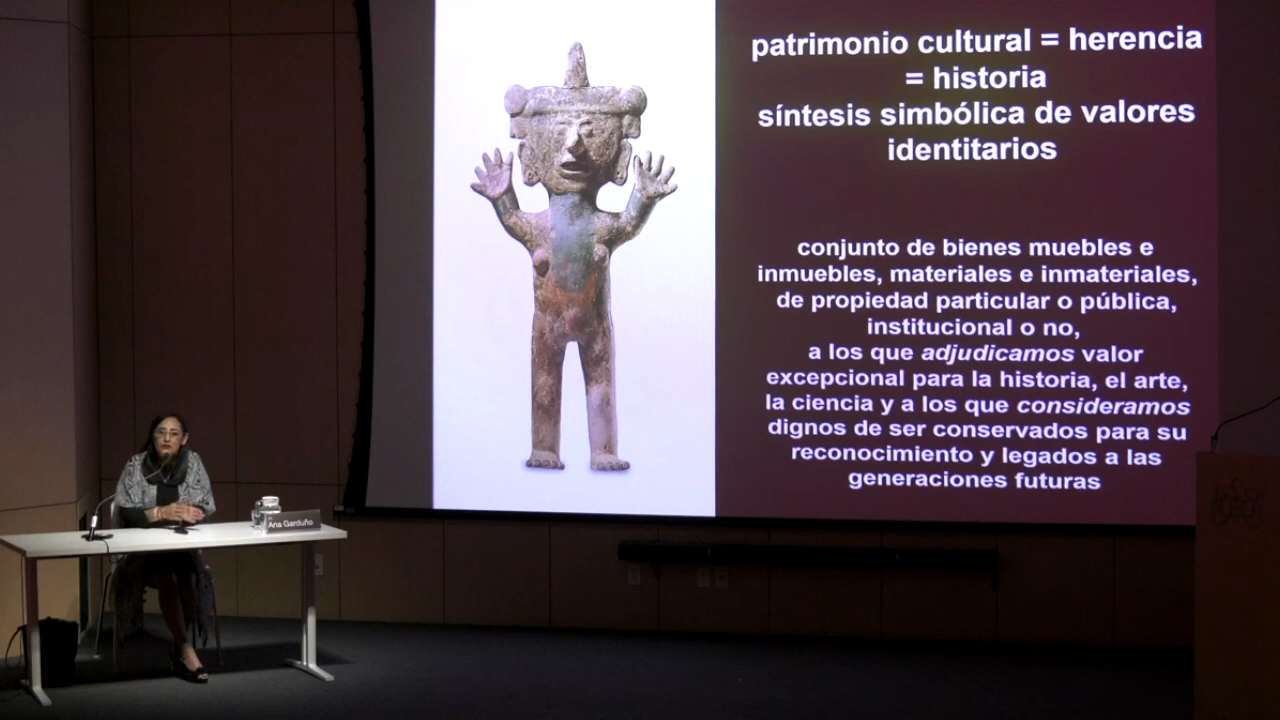 patrimonio cultural = herencia
= historia
síntesis simbólica de valores
identitarios
conjunto de bienes muebles e
inmuebles, materiales e inmateriales,
de propiedad particular o pública,
institucional o no,
a los que adjudicamos valor
excepcional para la historia, el arte,
la ciencia y a los que consideramos
dignos de ser conservados para su
reconocimiento y legados a las
generaciones futuras
Ana Garduño